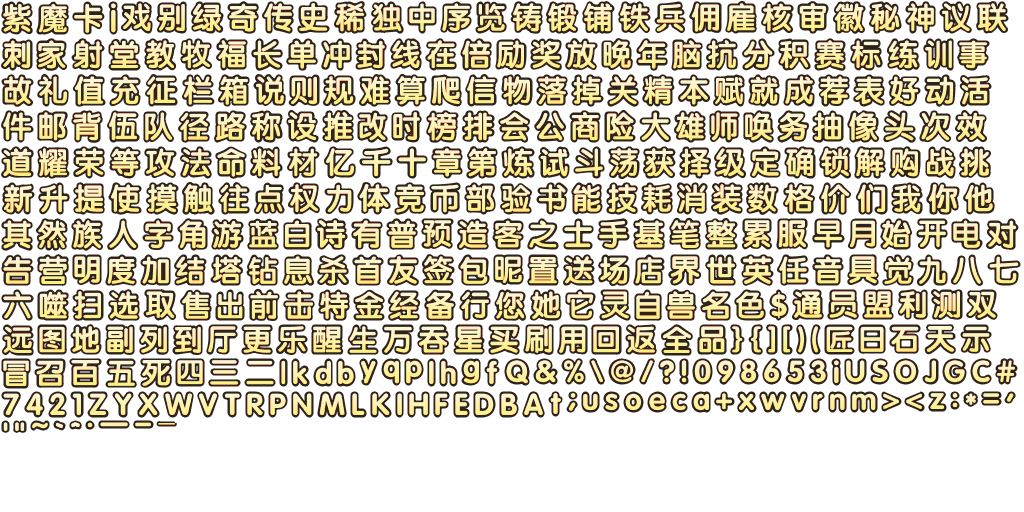 紫魔卡j戏别绿奇传史稀独中序览铸锻铺铁兵佣雇核审徽秘神议联
刺家射堂教牧福长单冲封线在倍励奖放晚年脑抗分积赛标练训事
故礼值充征栏箱说则规难算爬信物落掉关精本赋就成荐表好动活
件邮背伍队径路称设推改时榜排会公商险大雄师唤务抽像头次效
道耀荣等攻法命料材亿千十章第炼试斗荡获择级定确锁解购战挑
新升提使摸触往点权力体竞币部验书能技耗消装数格价们我你他
其然族人字角游蓝白诗有普预造客之士手基笔整累服早月始开电对
告营明度加结塔钻息杀首友签包昵置送场店界世英任音具觉九八七
六噬扫选取售出前击特金经备行您她它灵自兽名色$通员盟利测双
远图地副列到厅更乐醒生万吞星买刷用回返全品}{][)(匠日石天示
冒召百五死四三二lkdbyqplhgfQ&%\@/?!098653iUSOJGC#
7421ZYXWVTRPNMLKIHFEDBAt;usoeca+xwvrnm><z:*='
¡"~-^·—--